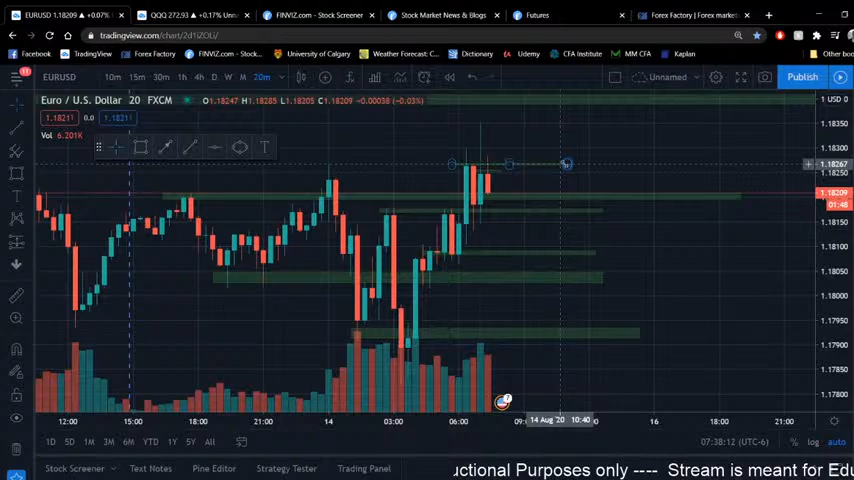 EURUSD 1.18209 ▲ +0.07%
QQQ 272.93 ▲ +0.17% Unna
FINVIZ.com - Stock Screener
Stock Market News & Blogs
Futures
Forex Factory | Forex market
tradingview.com/chart/2d1IZOLi/
Facebook
TradingView
Forex Factory
FINVIZ.com - Stock...
University of Calgary
Weather Forecast: C...
Dictionary
Udemy
CFA Institute
MM CFA
Kaplan
Other boo
11
EURUSD
10m 15m 30m 1h 4h D W M 20m
Unnamed
Publish
Euro / U.S. Dollar 20 FXCM
O1.18247 H1.18285 L1.18205 C1.18209 -0.00038 (-0.03%)
1.18211 0.0 1.18211
Vol 6.201K
1 USD
1.18350
1.18300
1.18267
1.18250
1.18209
01:48
1.18150
1.18100
1.18050
1.18000
1.17950
1.17900
1.17850
1.17800
7
12:00 15:00 18:00 21:00 14 03:00 06:00 09: 14 Aug '20 10:40 16 18:00 21:00
1D 5D 1M 3M 6M YTD 1Y 5Y All
07:38:12 (UTC-6) % log auto
Stock Screener Text Notes Pine Editor Strategy Tester Trading Panel
uctional Purposes only ---- Stream is meant for Edu